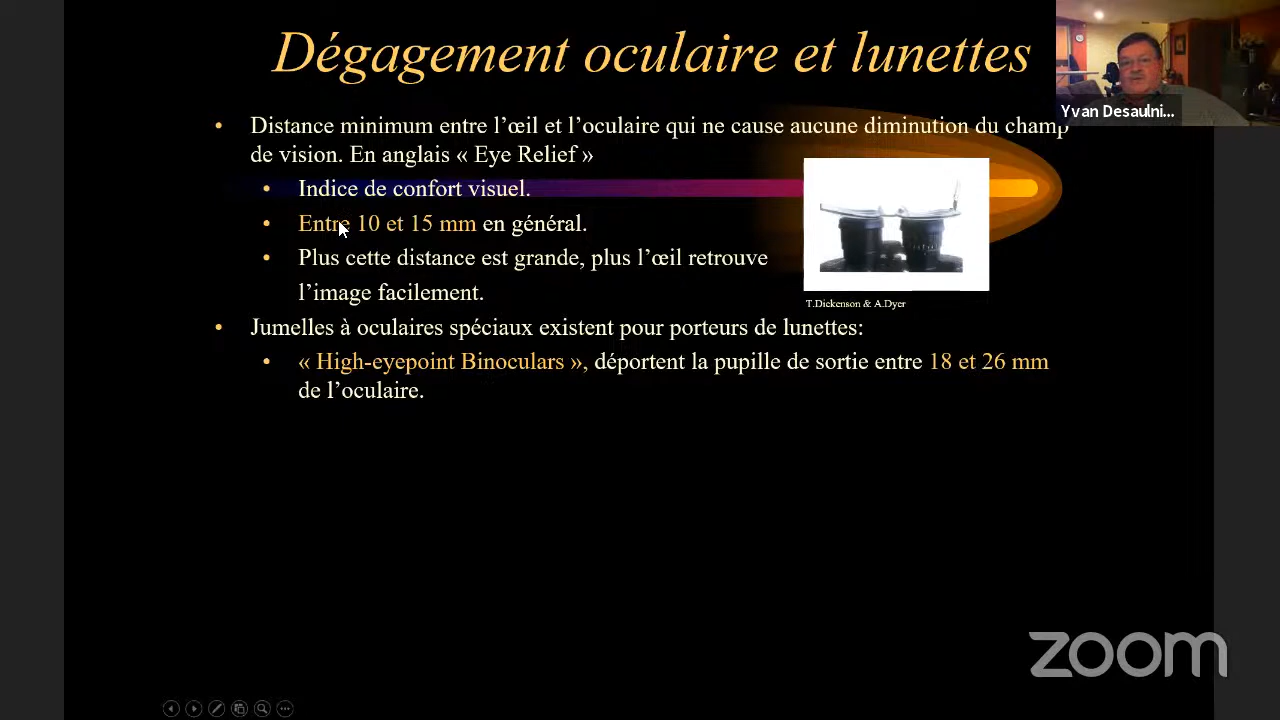 Dégagement oculaire et lunettes
Yvan Desaulni...
• Distance minimum entre l’œil et l’oculaire qui ne cause aucune diminution du champ
de vision. En anglais « Eye Relief »
• Indice de confort visuel.
• Entre 10 et 15 mm en général.
• Plus cette distance est grande, plus l’œil retrouve
l’image facilement.
T.Dickenson & A.Dyer
• Jumelles à oculaires spéciaux existent pour porteurs de lunettes:
• « High-eyepoint Binoculars », déportent la pupille de sortie entre 18 et 26 mm
de l’oculaire.
zoom